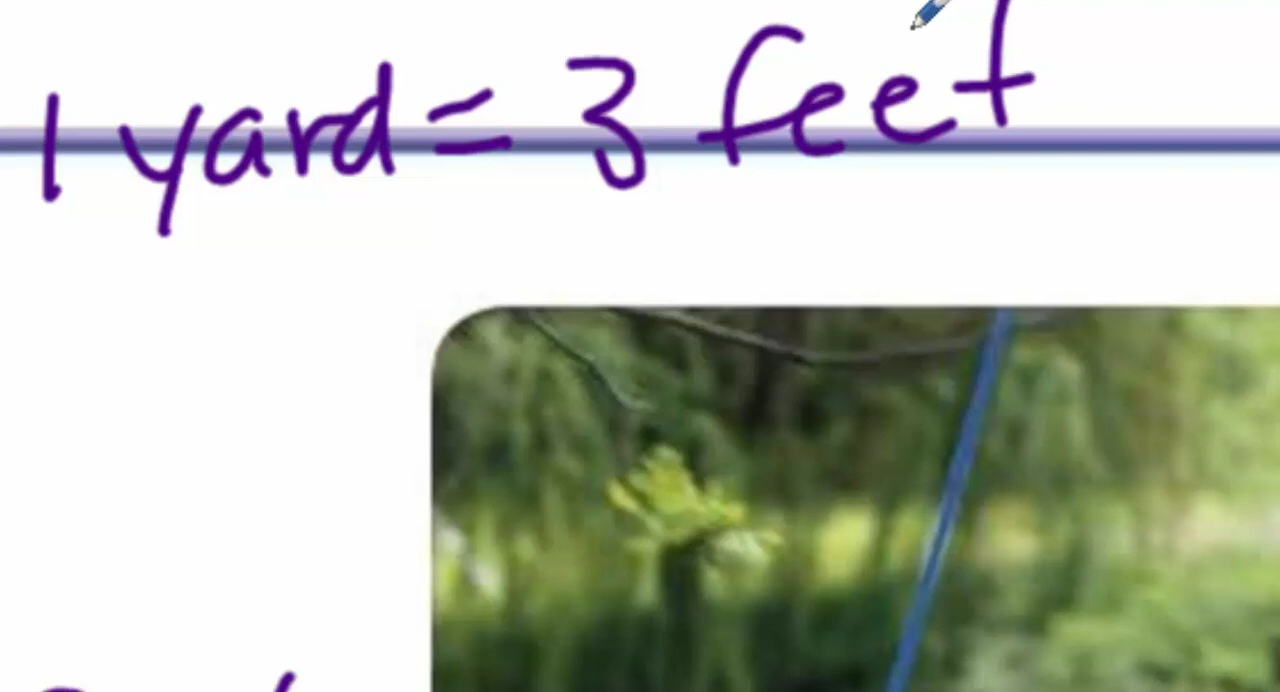 1 yard = 3 feet